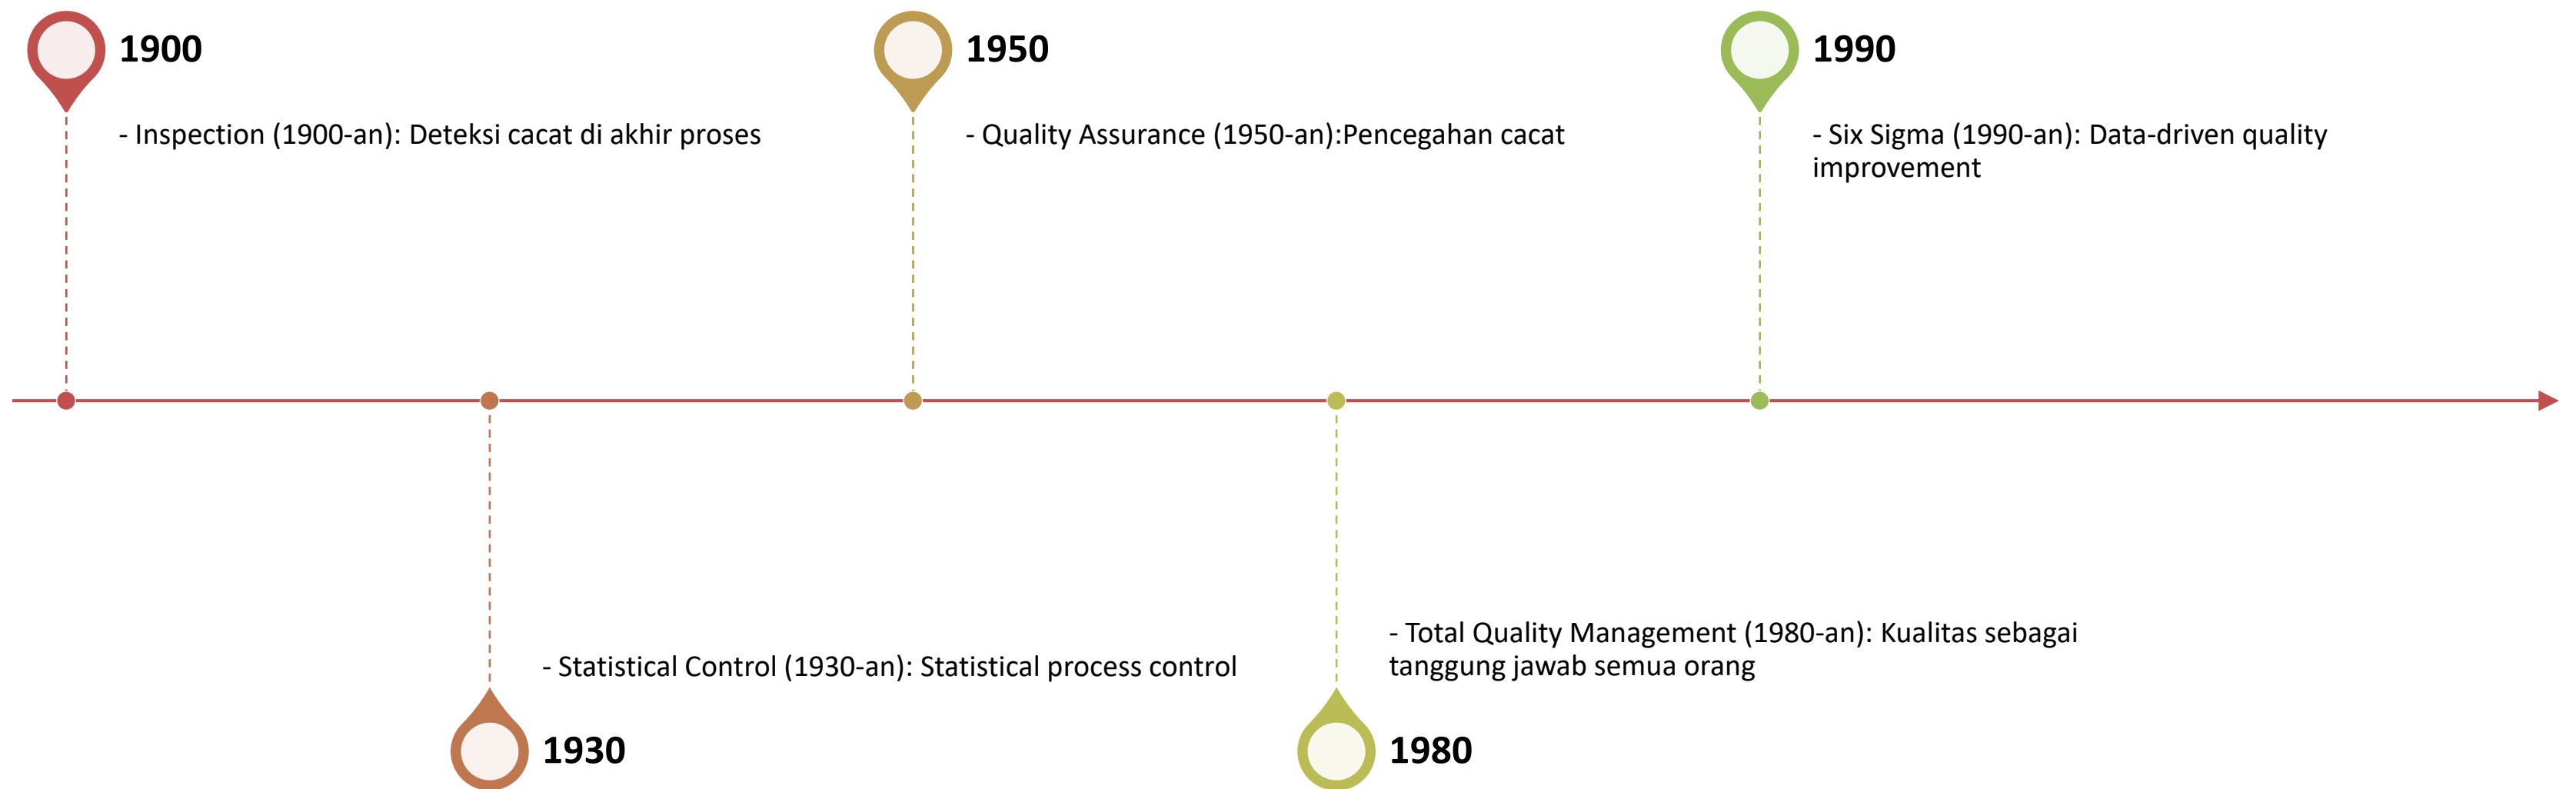 1900
- Inspection (1900-an): Deteksi cacat di akhir proses
- Statistical Control (1930-an): Statistical process control
1930
1950
- Quality Assurance (1950-an):Pencegahan cacat
- Total Quality Management (1980-an): Kualitas sebagai
tanggung jawab semua orang
1980
1990
- Six Sigma (1990-an): Data-driven quality
improvement